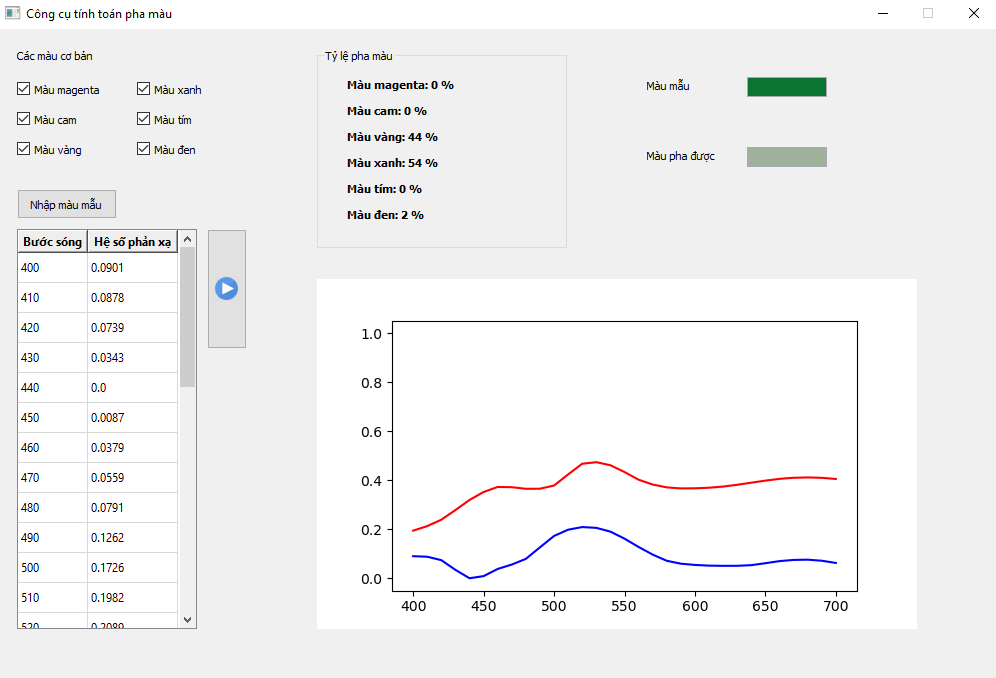 Công cụ tính toán pha màu
Các màu cơ bản
Màu magenta
Màu xanh
Màu cam
Màu tím
Màu vàng
Màu đen
Nhập màu mẫu
Bước sóng Hệ số phản xạ
400 0.0901
410 0.0878
420 0.0739
430 0.0343
440 0.0
450 0.0087
460 0.0379
470 0.0559
480 0.0791
490 0.1262
500 0.1726
510 0.1982
520 0.2089
Tỷ lệ pha màu
Màu magenta: 0 %
Màu cam: 0 %
Màu vàng: 44 %
Màu xanh: 54 %
Màu tím: 0 %
Màu đen: 2 %
Màu mẫu
Màu pha được
1.0
0.8
0.6
0.4
0.2
0.0
400 450 500 550 600 650 700